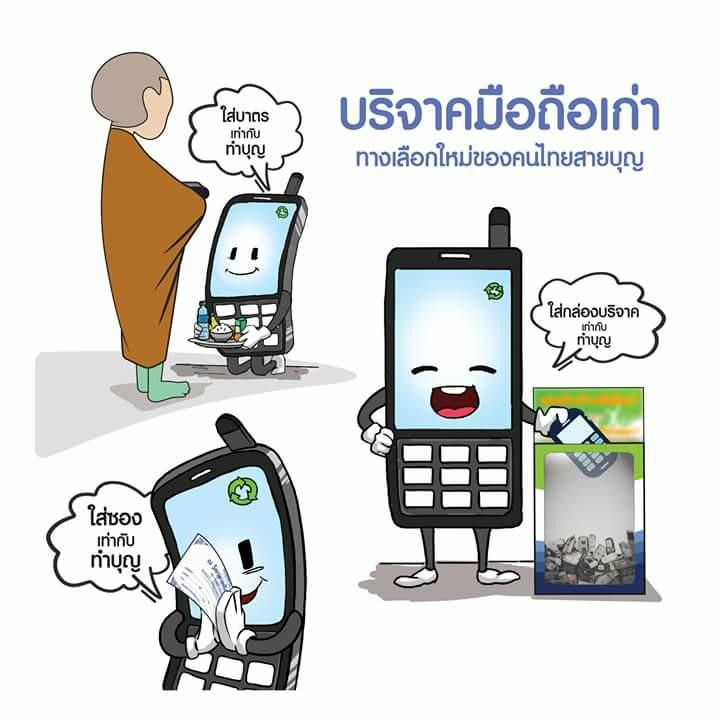 บริจาคมือถือเก่า
ทางเลือกใหม่ของคนไทยสายบุญ
ใส่บาตร
เท่ากับ
ทำบุญ
ใส่กล่องบริจาค
เท่ากับ
ทำบุญ
ใส่ซอง
เท่ากับ
ทำบุญ